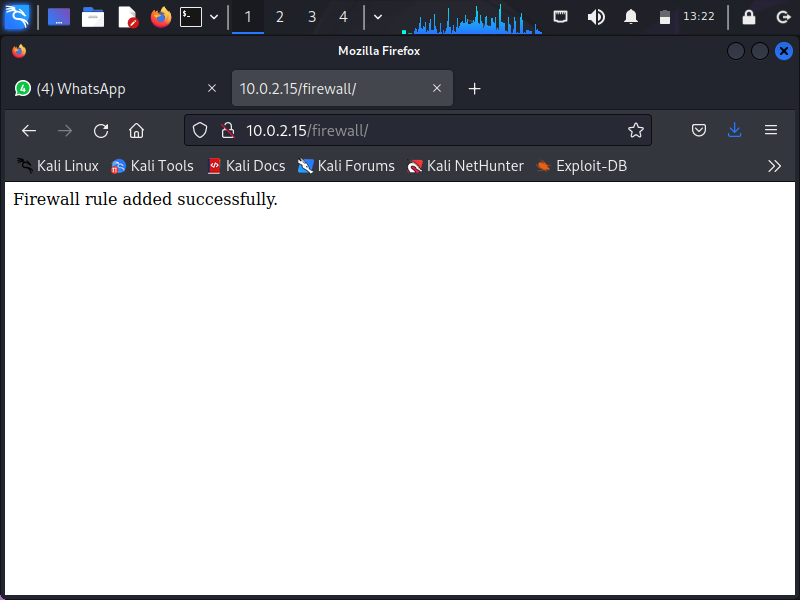 1 2 3 4 13:22
Mozilla Firefox
(4) WhatsApp 10.0.2.15/firewall/
10.0.2.15/firewall/
Kali Linux Kali Tools Kali Docs Kali Forums Kali NetHunter Exploit-DB
Firewall rule added successfully.